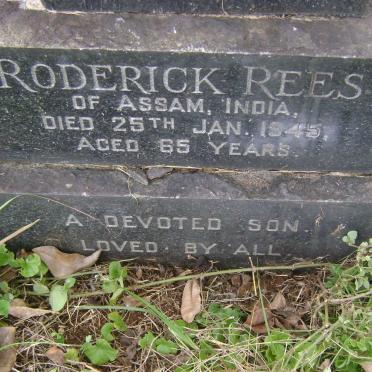 RODERICK REES
OF ASSAM, INDIA,
DIED 25TH JAN. 1945,
AGED 65 YEARS.
A DEVOTED SON
LOVED BY ALL